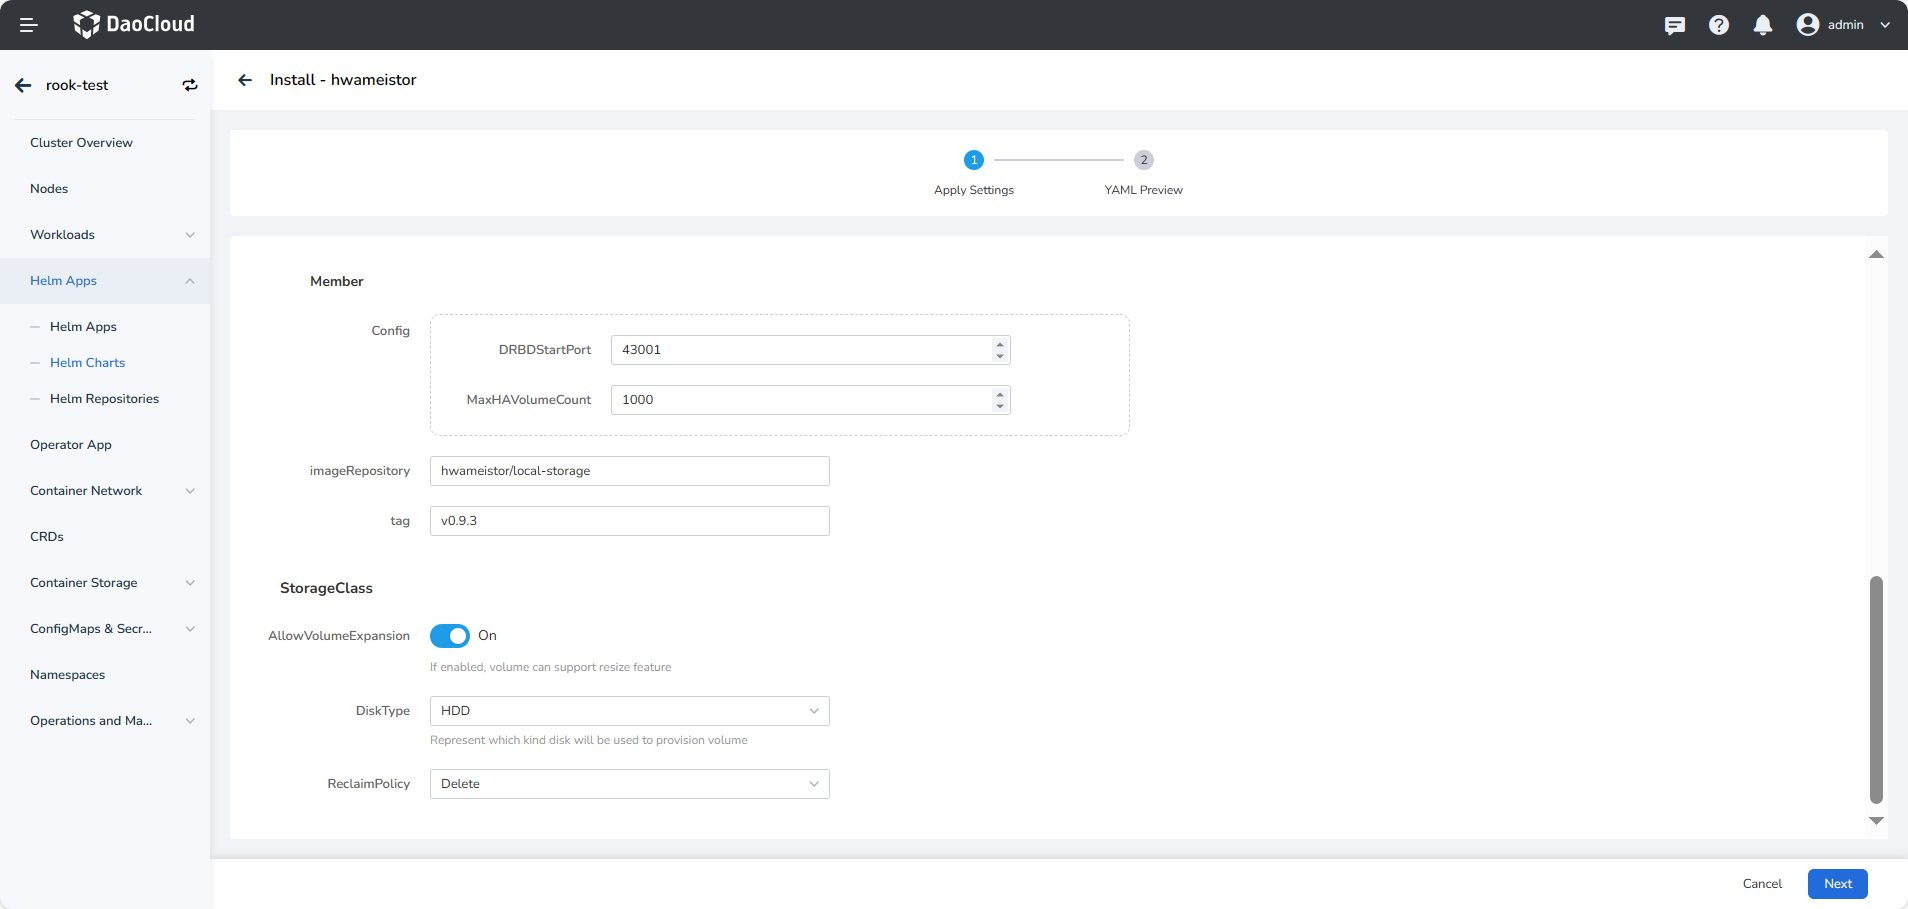 DaoCloud
admin
rook-test
Install - hwameistor
Cluster Overview
Nodes
Workloads
Helm Apps
Helm Apps
Helm Charts
Helm Repositories
Operator App
Container Network
CRDs
Container Storage
ConfigMaps & Secr...
Namespaces
Operations and Ma...
1
Apply Settings
2
YAML Preview
Member
Config
DRBDStartPort
43001
MaxHAVolumeCount
1000
imageRepository
hwameistor/local-storage
tag
v0.9.3
StorageClass
AllowVolumeExpansion
On
If enabled, volume can support resize feature
DiskType
HDD
Represent which kind disk will be used to provision volume
ReclaimPolicy
Delete
Cancel
Next